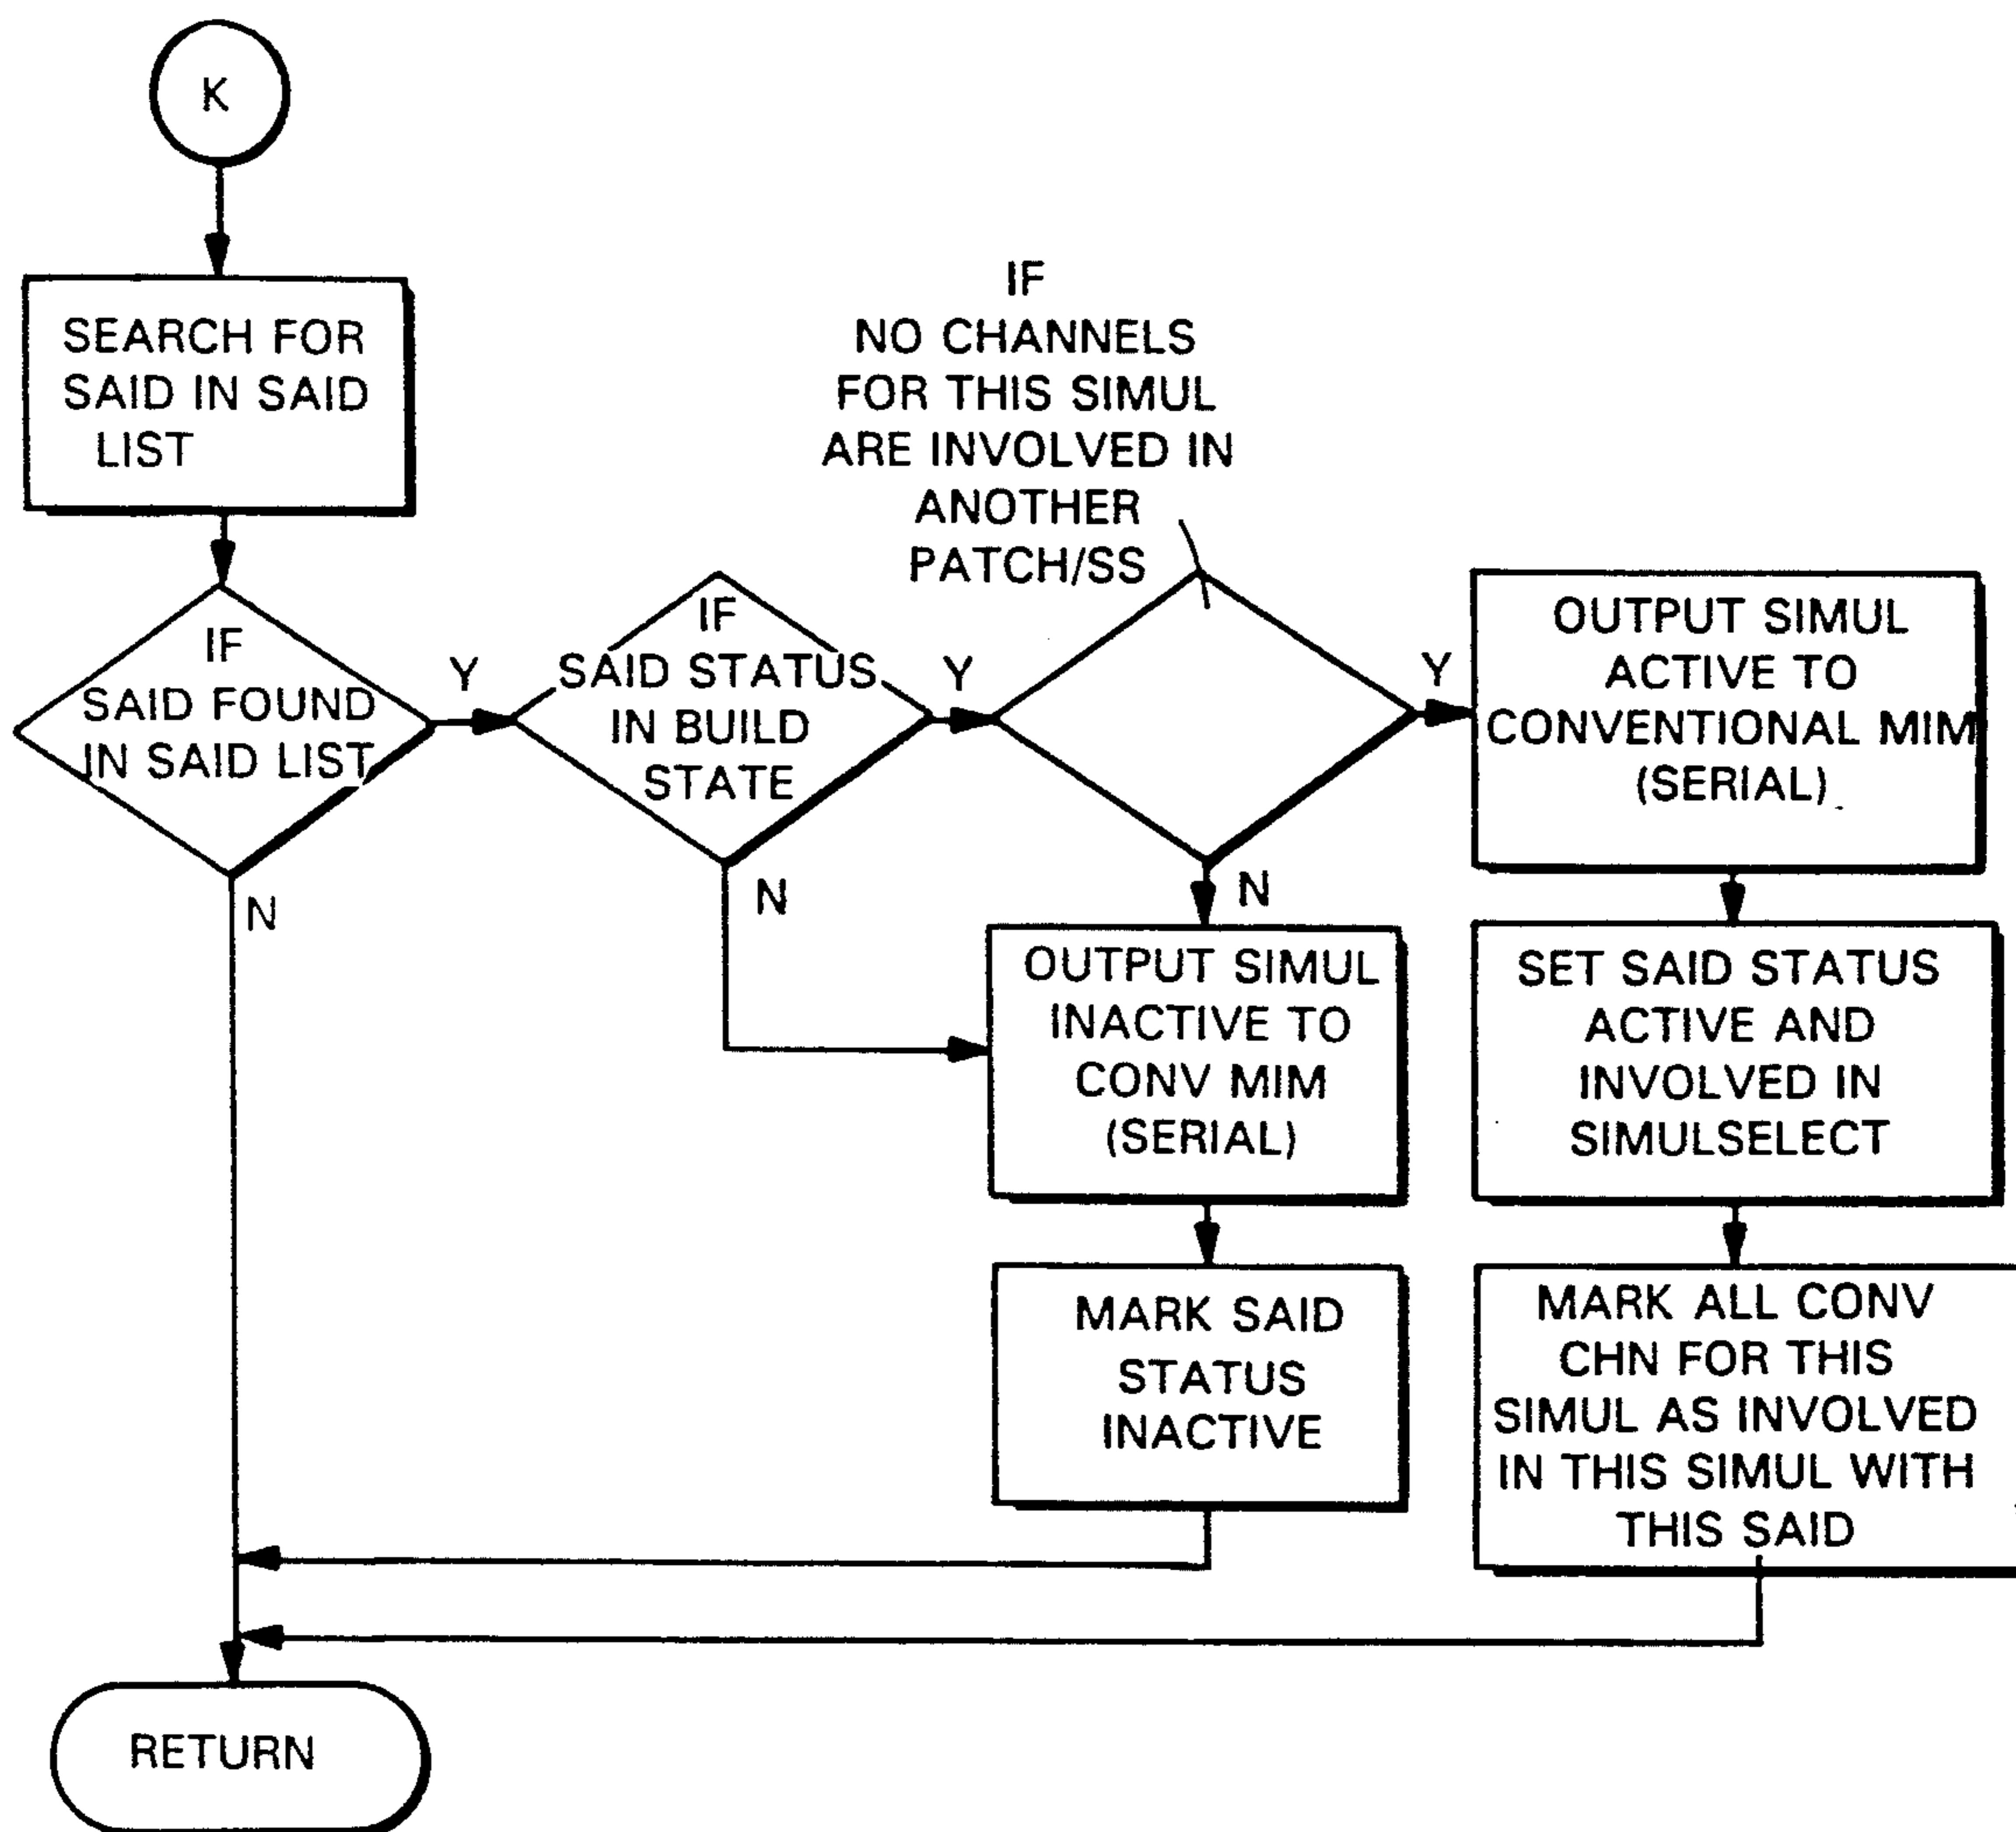 K
SEARCH FOR
SAID IN SAID
LIST
IF
SAID FOUND
IN SAID LIST
Y
N
IF
SAID STATUS
IN BUILD
STATE
Y
N
IF
NO CHANNELS
FOR THIS SIMUL
ARE INVOLVED IN
ANOTHER
PATCH/SS
Y
N
OUTPUT SIMUL
ACTIVE TO
CONVENTIONAL MIM
(SERIAL)
SET SAID STATUS
ACTIVE AND
INVOLVED IN
SIMULSELECT
MARK ALL CONV
CHN FOR THIS
SIMUL AS INVOLVED
IN THIS SIMUL WITH
THIS SAID
OUTPUT SIMUL
INACTIVE TO
CONV MIM
(SERIAL)
MARK SAID
STATUS
INACTIVE
RETURN